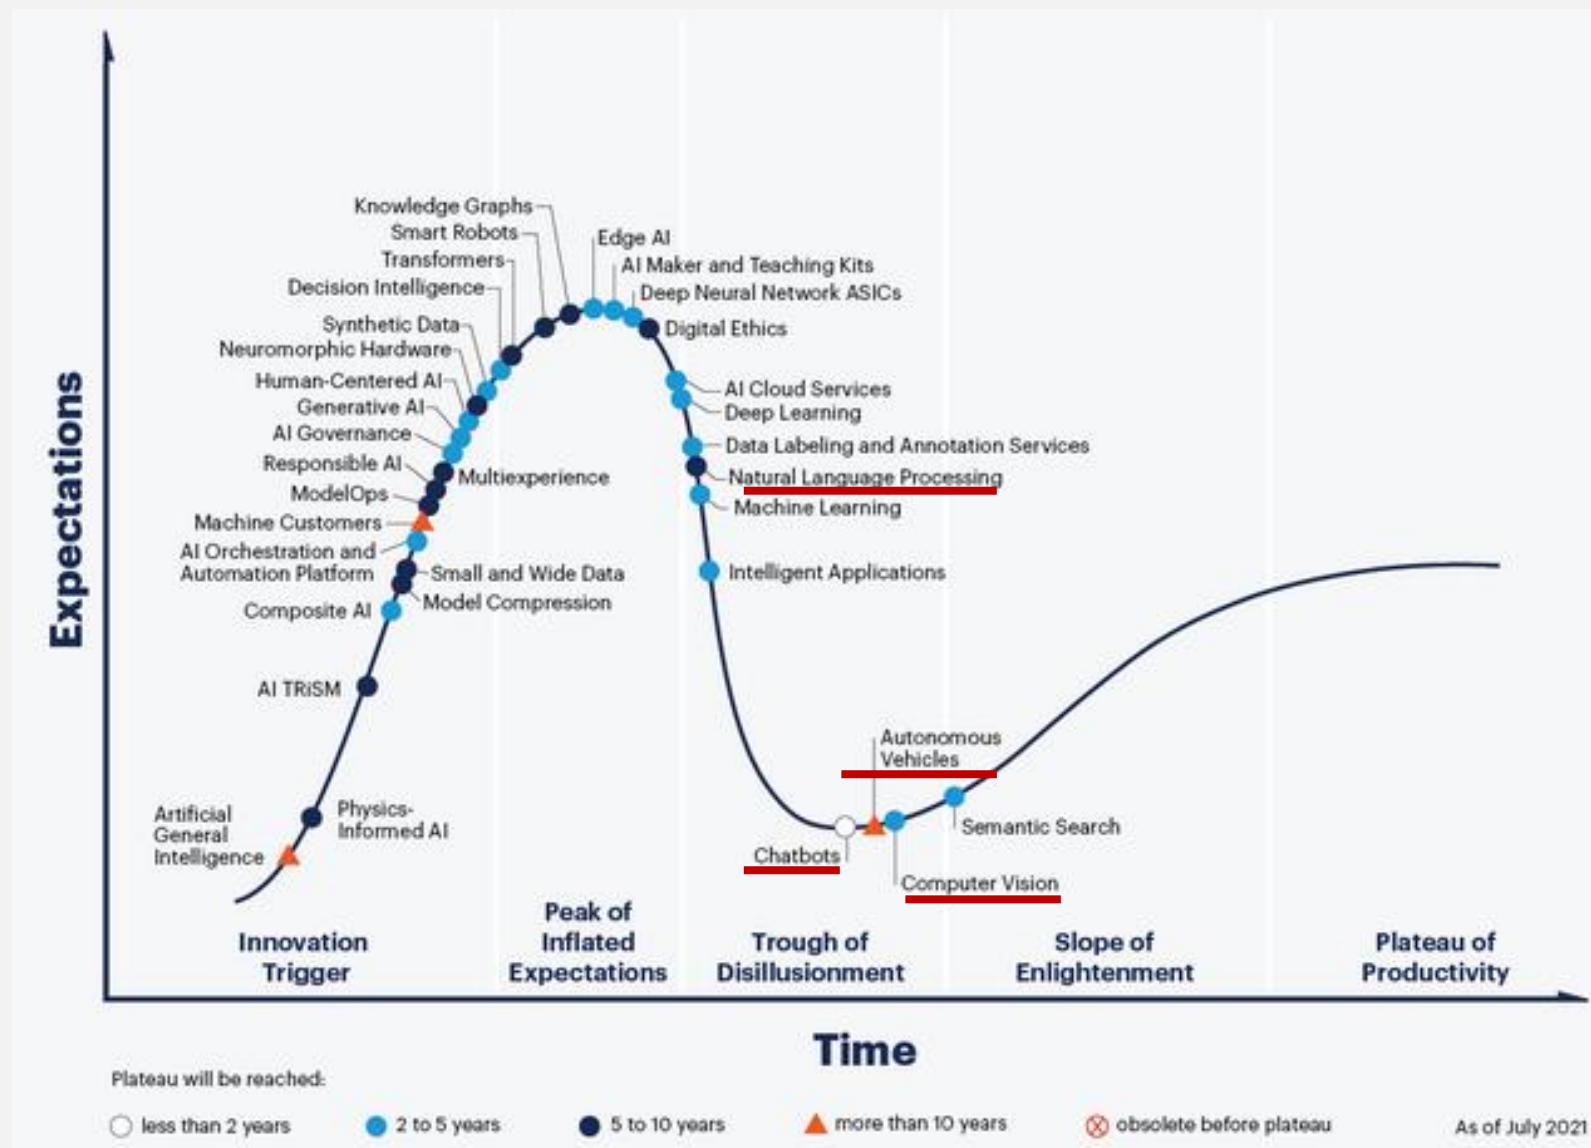 Expectations
Knowledge Graphs
Smart Robots
Transformers
Decision Intelligence
Synthetic Data
Neuromorphic Hardware
Human-Centered AI
Generative AI
AI Governance
Responsible AI
Multiexperience
ModelOps
Machine Customers
AI Orchestration and
Automation Platform
Small and Wide Data
Model Compression
Composite AI
AI TRiSM
Physics-
Informed AI
Artificial
General
Intelligence
Edge AI
AI Maker and Teaching Kits
Deep Neural Network ASICs
Digital Ethics
AI Cloud Services
Deep Learning
Data Labeling and Annotation Services
Natural Language Processing
Machine Learning
Intelligent Applications
Autonomous
Vehicles
Chatbots
Computer Vision
Semantic Search
Innovation
Trigger
Peak of
Inflated
Expectations
Trough of
Disillusionment
Slope of
Enlightenment
Plateau of
Productivity
Time
Plateau will be reached:
less than 2 years
2 to 5 years
5 to 10 years
more than 10 years
obsolete before plateau
As of July 2021